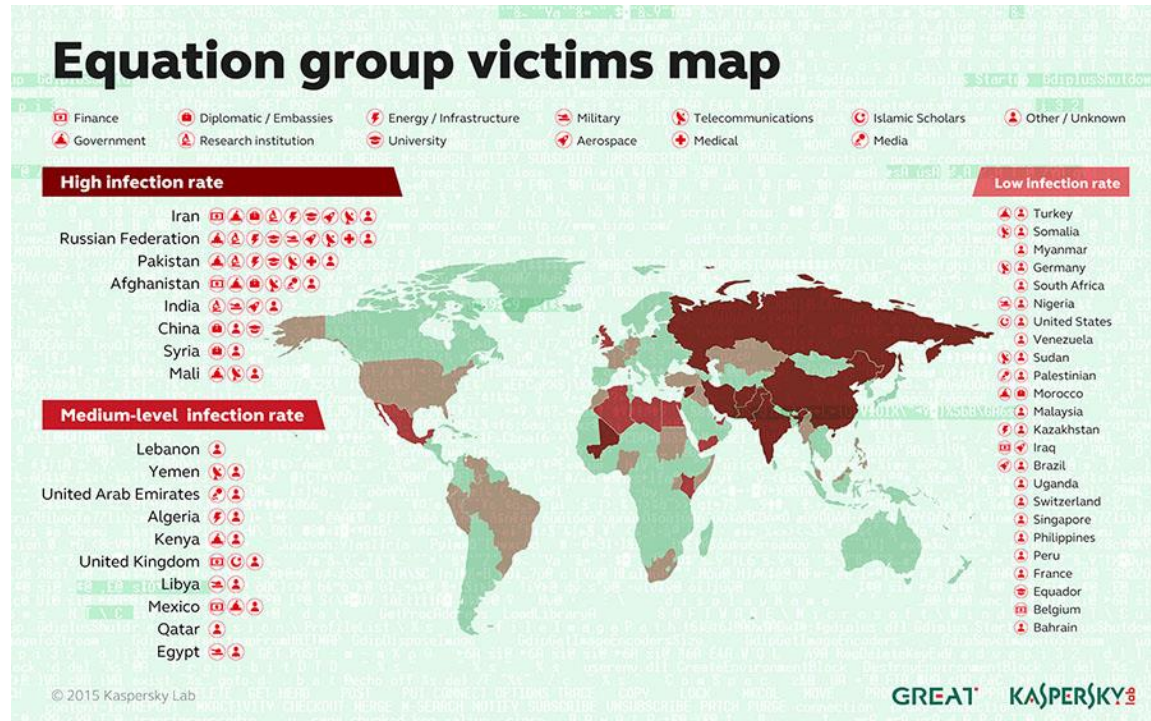 Equation group victims map
Finance
Diplomatic / Embassies
Energy / Infrastructure
Military
Telecommunications
Islamic Scholars
Other / Unknown
Government
Research institution
University
Aerospace
Medical
Media
High infection rate
Iran
Russian Federation
Pakistan
Afghanistan
India
China
Syria
Mali
Medium-level infection rate
Lebanon
Yemen
United Arab Emirates
Algeria
Kenya
United Kingdom
Libya
Mexico
Qatar
Egypt
Low infection rate
Turkey
Somalia
Myanmar
Germany
South Africa
Nigeria
United States
Venezuela
Sudan
Palestinian
Morocco
Malaysia
Kazakhstan
Iraq
Brazil
Uganda
Switzerland
Singapore
Philippines
Peru
France
Equador
Belgium
Bahrain
© 2015 Kaspersky Lab
GREAT
KASPERSKY lab